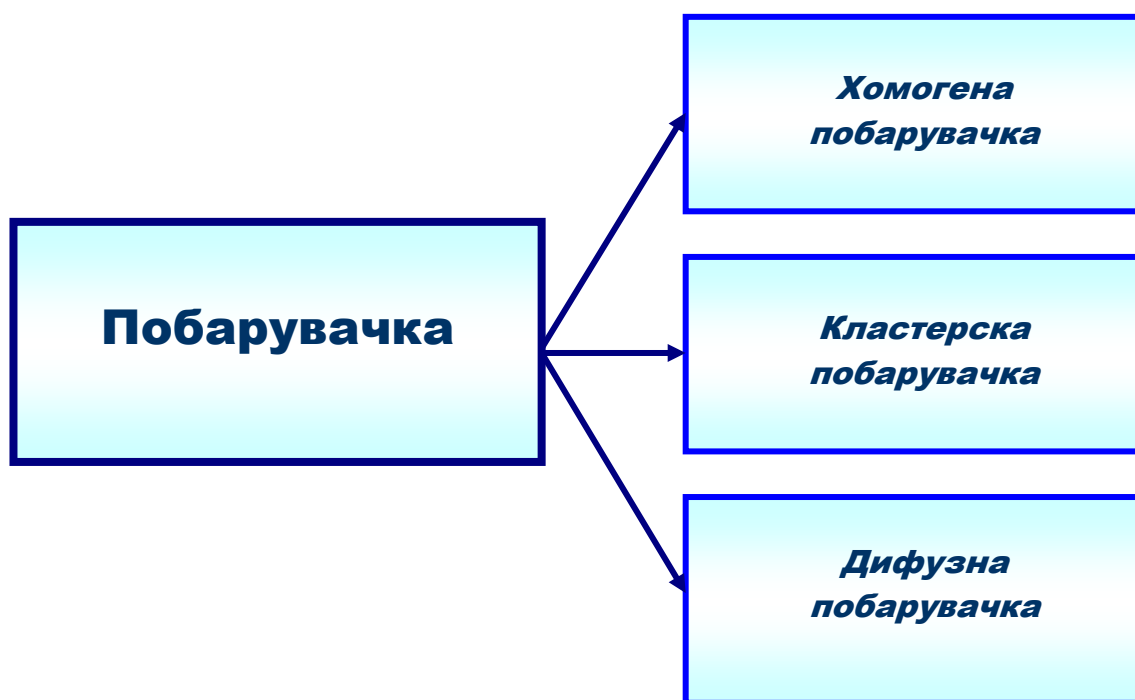 Побарувачка
Хомогена
побарувачка
Кластерска
побарувачка
Дифузна
побарувачка